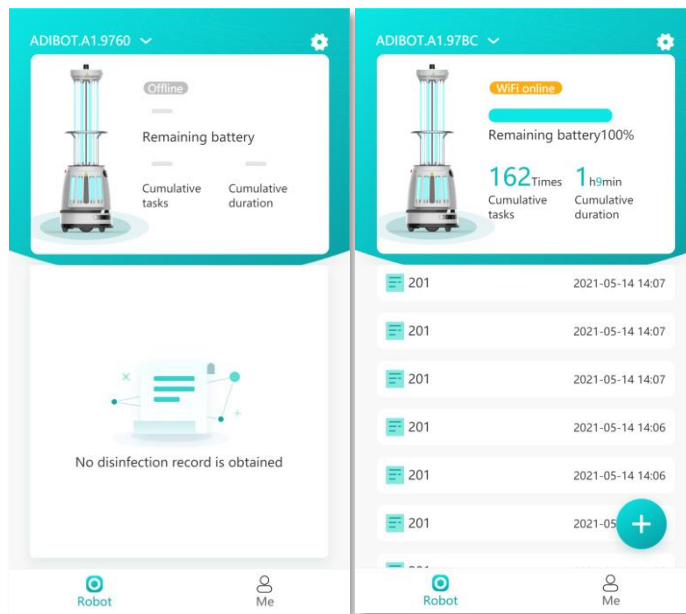 ADIBOT.A1.9760
Offline
Remaining battery
Cumulative tasks
Cumulative duration
No disinfection record is obtained
Robot
Me
ADIBOT.A1.97BC
WiFi online
Remaining battery100%
162Times
1h9min
Cumulative tasks
Cumulative duration
201 2021-05-14 14:07
201 2021-05-14 14:07
201 2021-05-14 14:07
201 2021-05-14 14:06
201 2021-05-14 14:06
201 2021-05
Robot
Me